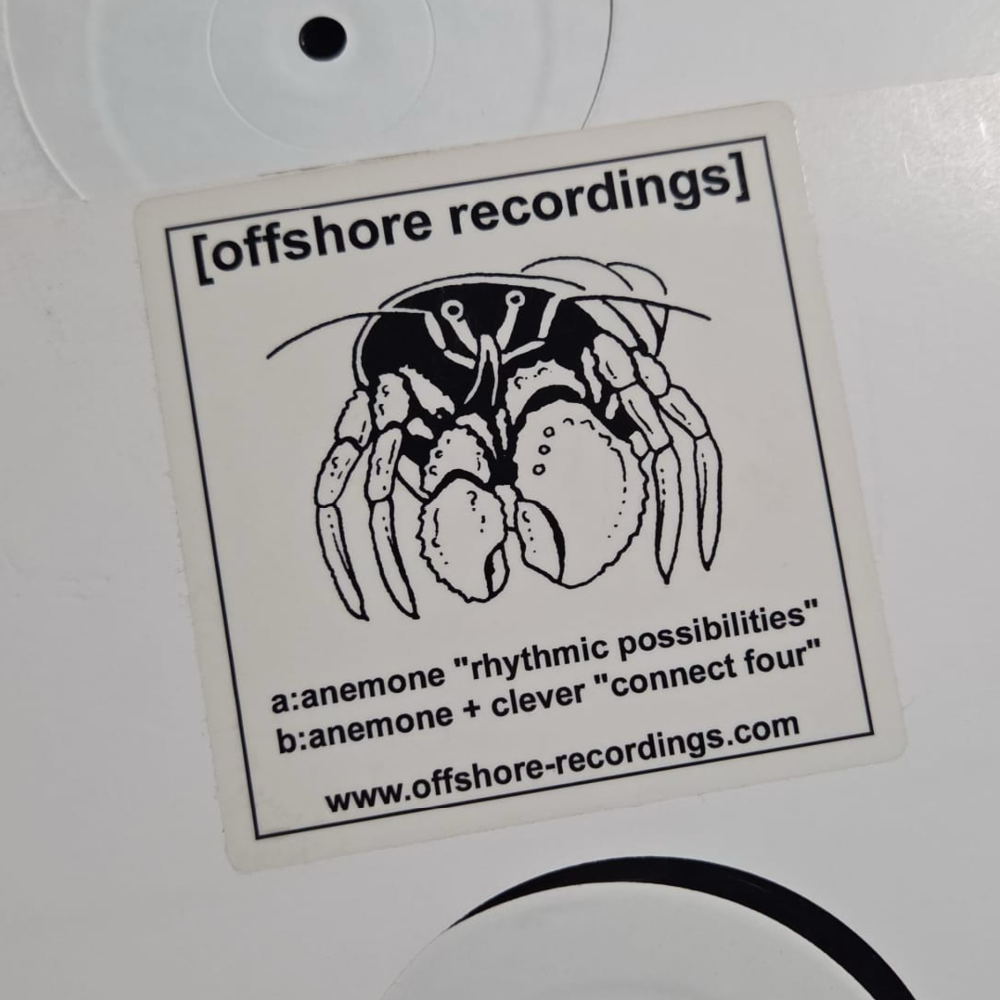 [offshore recordings]
a:anemone "rhythmic possibilities"
b:anemone + clever "connect four"
www.offshore-recordings.com